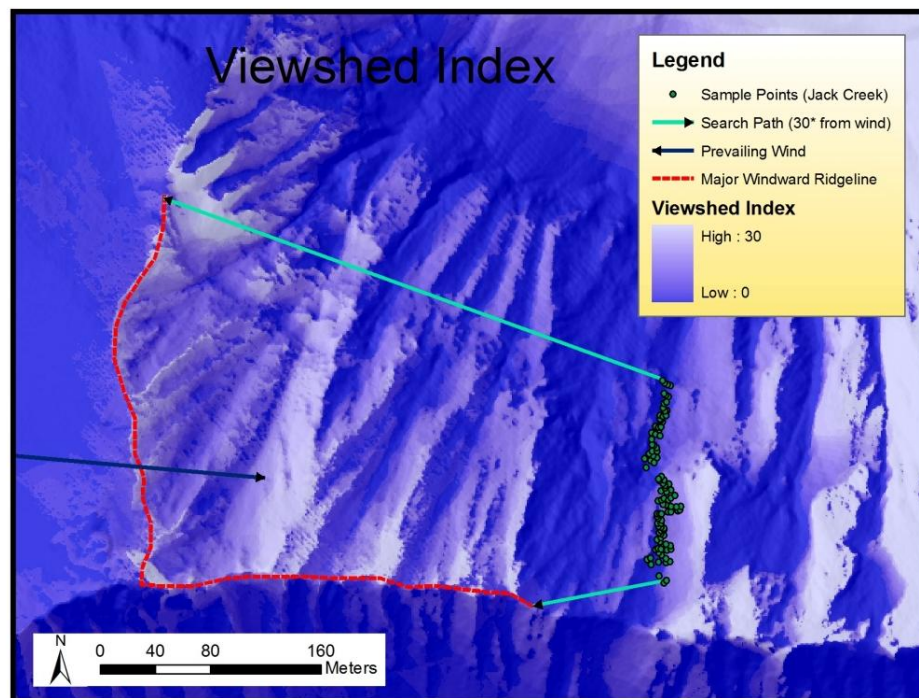 Viewshed Index
Legend
Sample Points (Jack Creek)
Search Path (30* from wind)
Prevailing Wind
Major Windward Ridgeline
Viewshed Index
High : 30
Low : 0
N
0 40 80 160
Meters